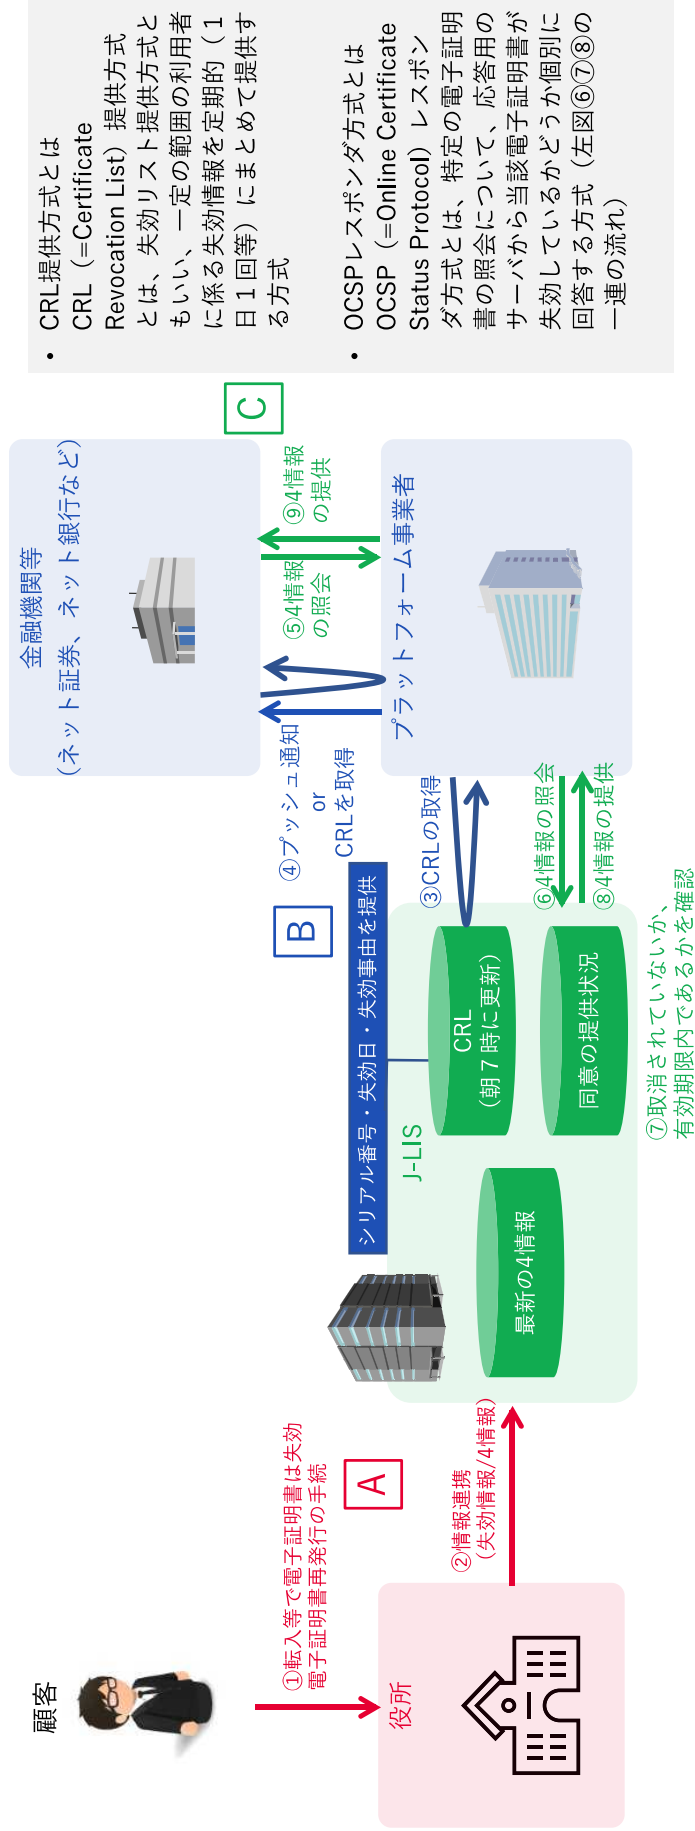 顧客
①転入等で電子証明書は失効
電子証明書再発行の手続
A
役所
②情報連携
（失効情報/4情報）
シリアル番号・失効日・失効事由を提供
J-LIS
最新の4情報
CRL
（朝７時に更新）
同意の提供状況
⑦取消されていないか、
有効期限内であるかを確認
B
③CRLの取得
④プッシュ通知
or
CRLを取得
⑥4情報の照会
⑧4情報の提供
金融機関等
（ネット証券、ネット銀行など）
プラットフォーム事業者
⑤4情報
の照会
⑨4情報
の提供
C
• CRL提供方式とは
CRL（=Certificate
Revocation List）提供方式
とは、失効リスト提供方式と
もいい、一定の範囲の利用者
に係る失効情報を定期的（１
日１回等）にまとめて提供す
る方式
• OCSPレスポンダ方式とは
OCSP（=Online Certificate
Status Protocol）レスポン
ダ方式とは、特定の電子証明
書の照会について、応答用の
サーバから当該電子証明書が
失効しているかどうか個別に
回答する方式（左図⑥⑦⑧の
一連の流れ）